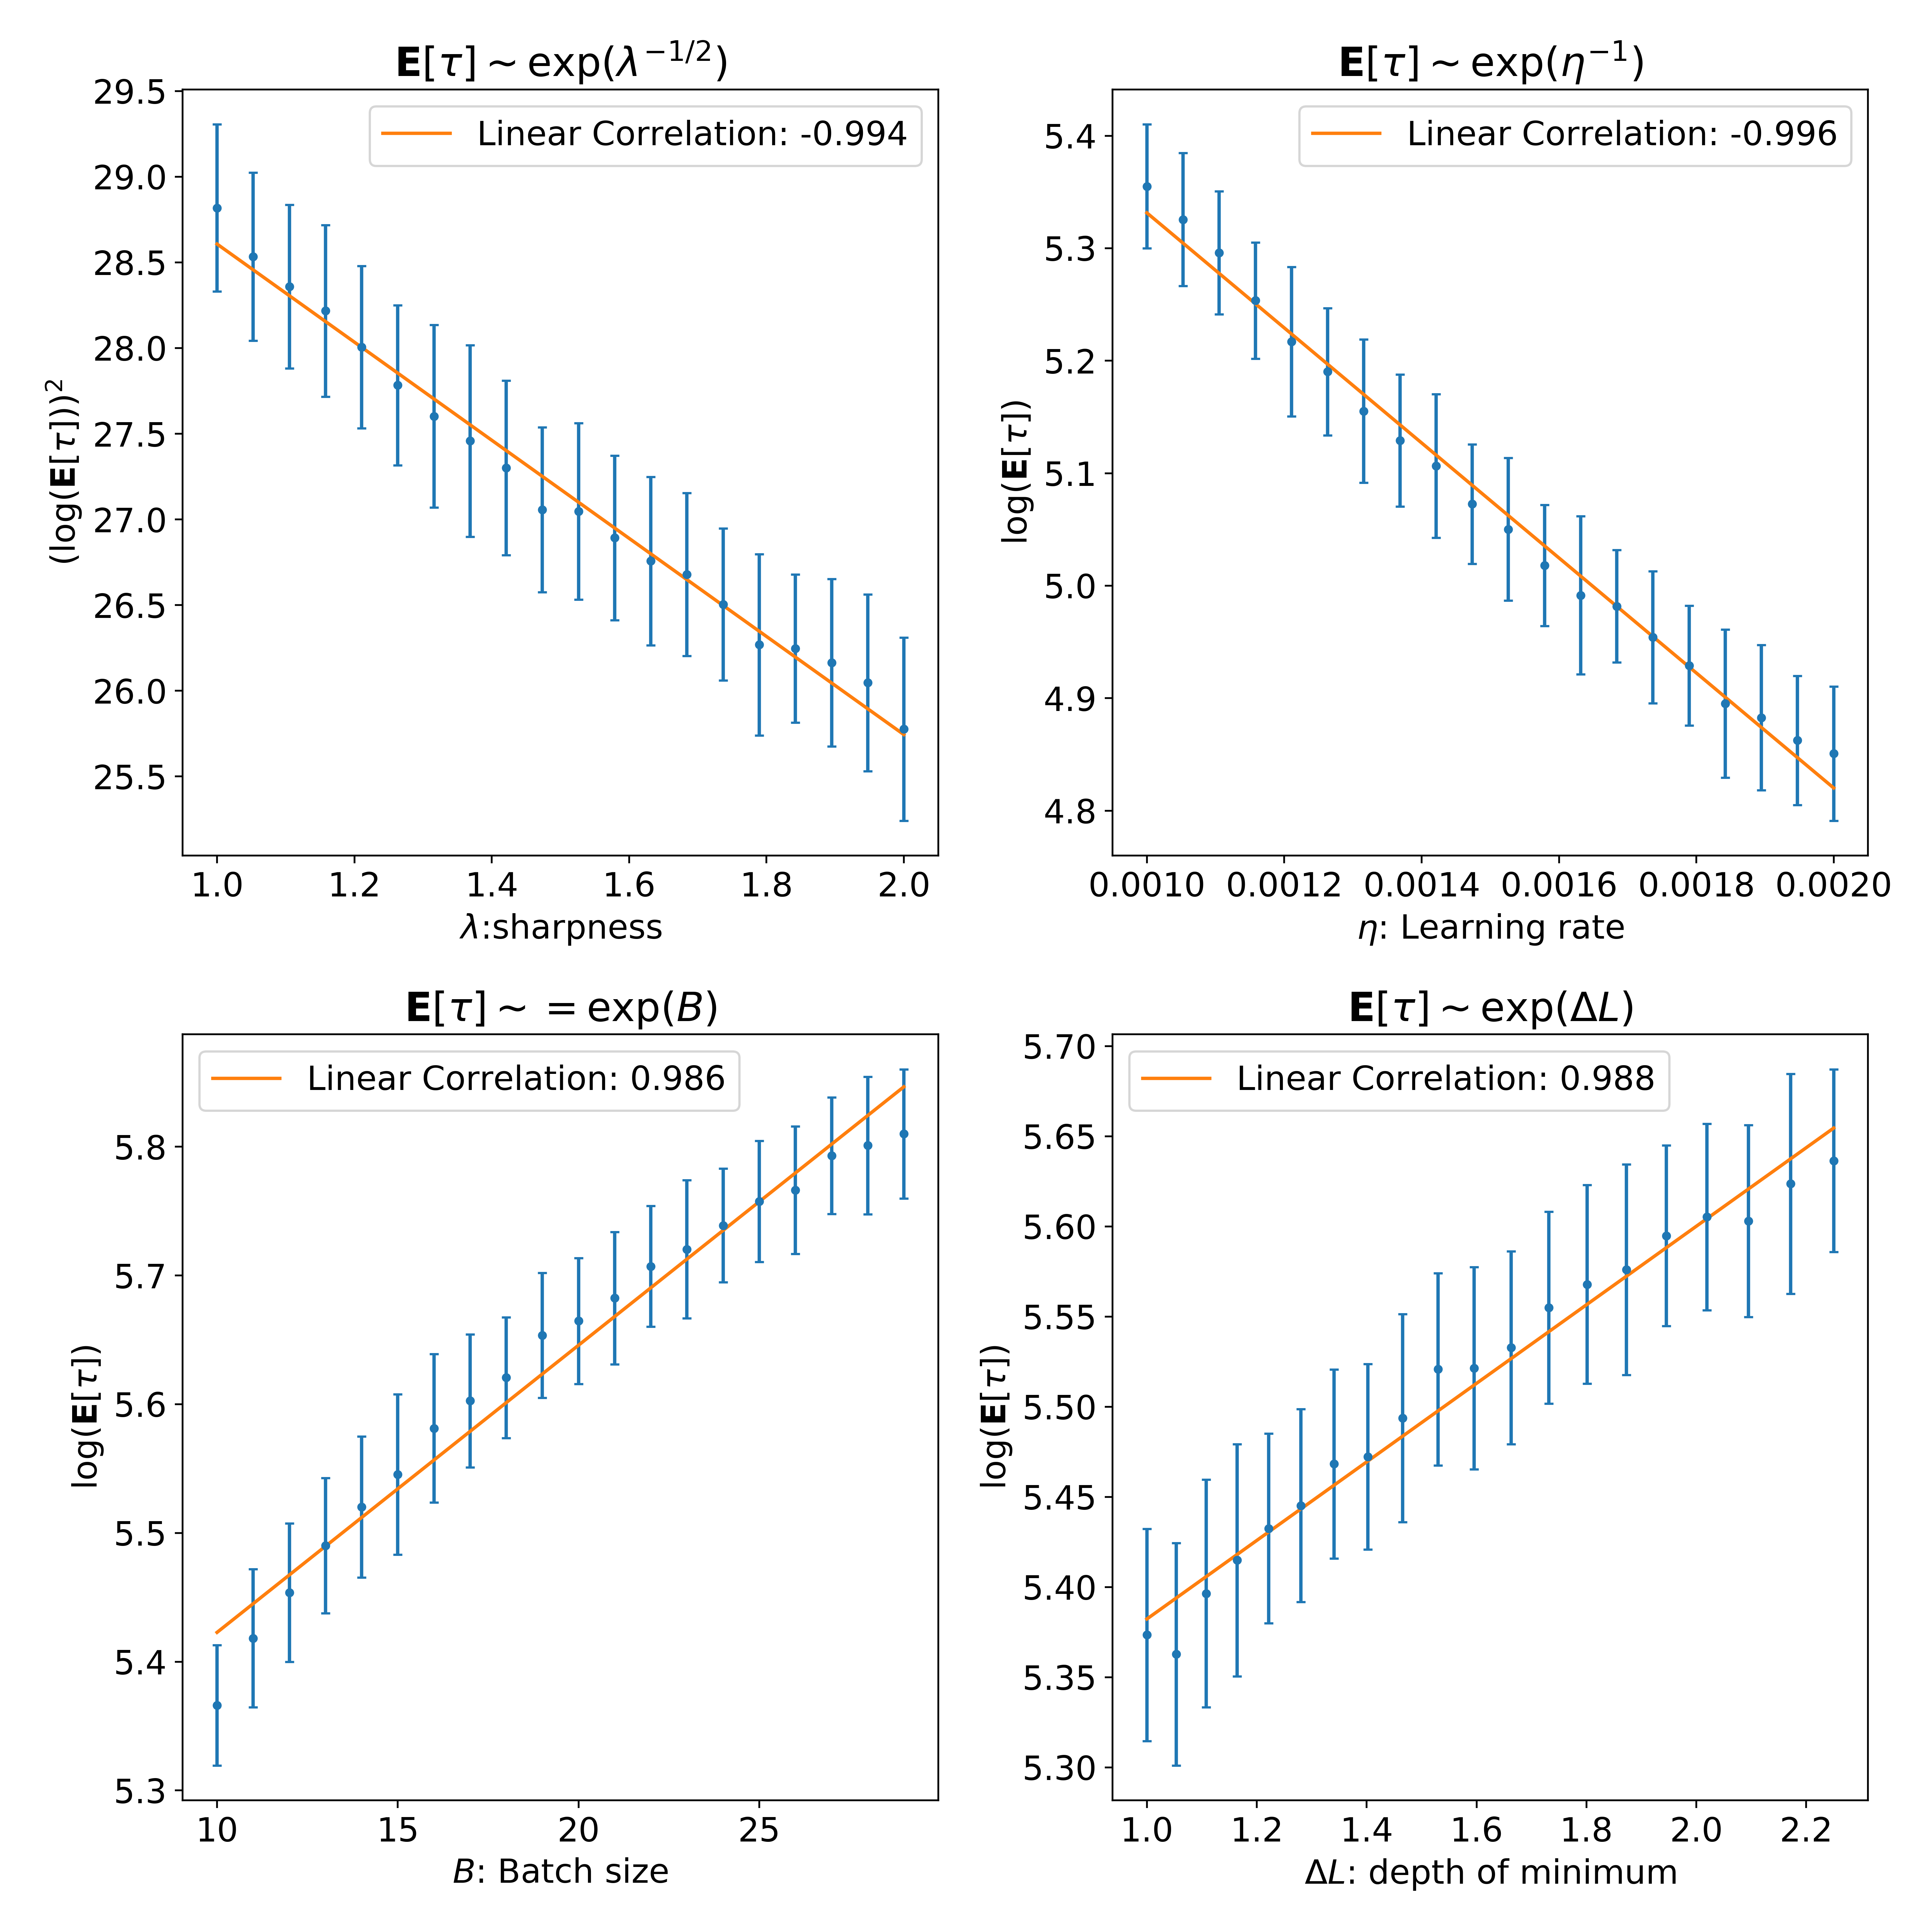 E[τ] ∼ exp(λ^{-1/2})
Linear Correlation: -0.994
(log(E[τ]))^2
29.5
29.0
28.5
28.0
27.5
27.0
26.5
26.0
25.5
1.0 1.2 1.4 1.6 1.8 2.0
λ:sharpness
E[τ] ∼ exp(η^{-1})
Linear Correlation: -0.996
log(E[τ])
5.4
5.3
5.2
5.1
5.0
4.9
4.8
0.0010 0.0012 0.0014 0.0016 0.0018 0.0020
η: Learning rate
E[τ] ∼ = exp(B)
Linear Correlation: 0.986
log(E[τ])
5.8
5.7
5.6
5.5
5.4
5.3
10 15 20 25
B: Batch size
E[τ] ∼ exp(ΔL)
Linear Correlation: 0.988
log(E[τ])
5.70
5.65
5.60
5.55
5.50
5.45
5.40
5.35
5.30
1.0 1.2 1.4 1.6 1.8 2.0 2.2
ΔL: depth of minimum